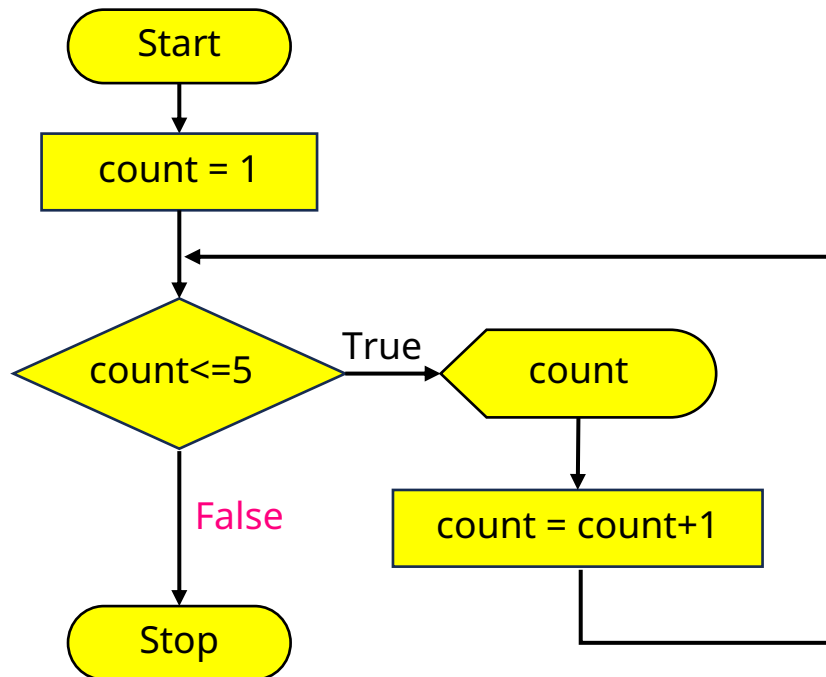 Start
count = 1
count<=5
True
count
count = count+1
False
Stop